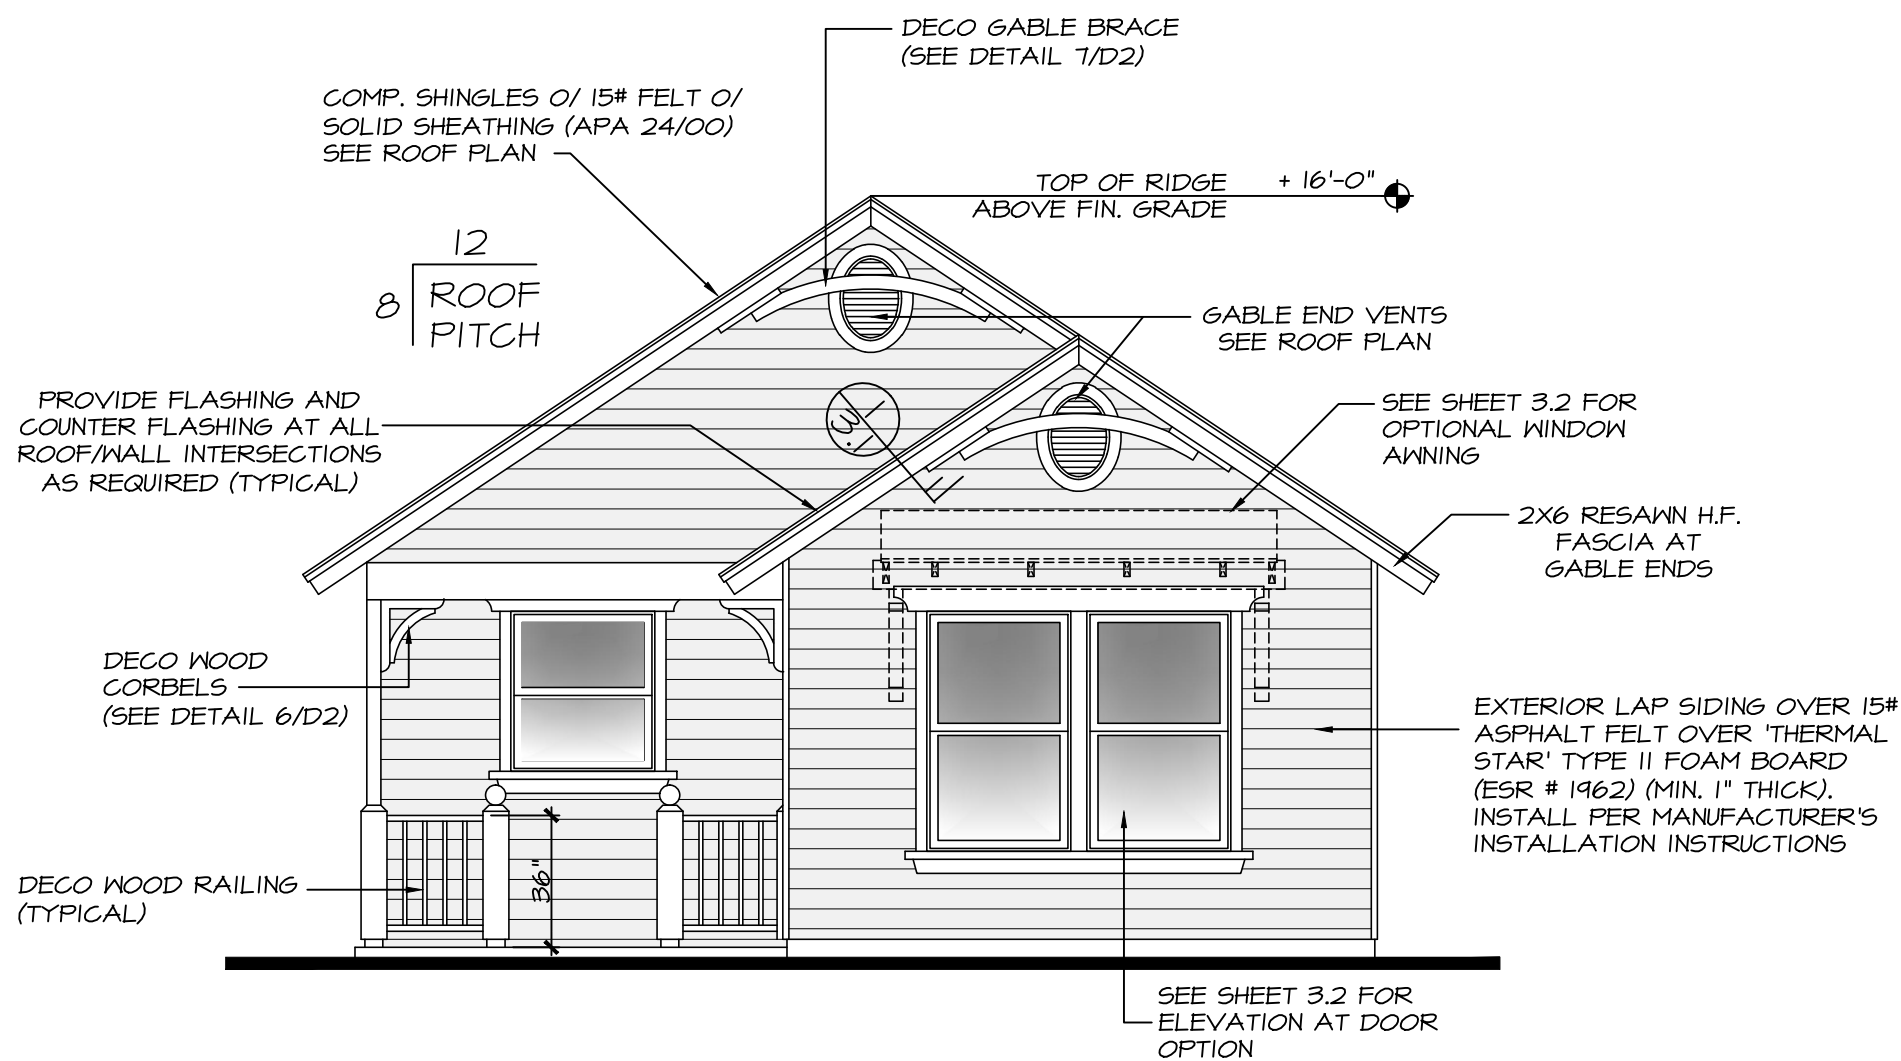 DECO GABLE BRACE
(SEE DETAIL 7/D2)
COMP. SHINGLES O/ 15# FELT O/
SOLID SHEATHING (APA 24/00)
SEE ROOF PLAN
TOP OF RIDGE + 16'-0"
ABOVE FIN. GRADE
12
8 ROOF
PITCH
GABLE END VENTS
SEE ROOF PLAN
PROVIDE FLASHING AND
COUNTER FLASHING AT ALL
ROOF/WALL INTERSECTIONS
AS REQUIRED (TYPICAL)
1
3.1
SEE SHEET 3.2 FOR
OPTIONAL WINDOW
AWNING
2X6 RESAWN H.F.
FASCIA AT
GABLE ENDS
DECO WOOD
CORBELS
(SEE DETAIL 6/D2)
EXTERIOR LAP SIDING OVER 15#
ASPHALT FELT OVER 'THERMAL
STAR' TYPE II FOAM BOARD
(ESR # 1962) (MIN. 1" THICK).
INSTALL PER MANUFACTURER'S
INSTALLATION INSTRUCTIONS
36"
DECO WOOD RAILING
(TYPICAL)
SEE SHEET 3.2 FOR
ELEVATION AT DOOR
OPTION